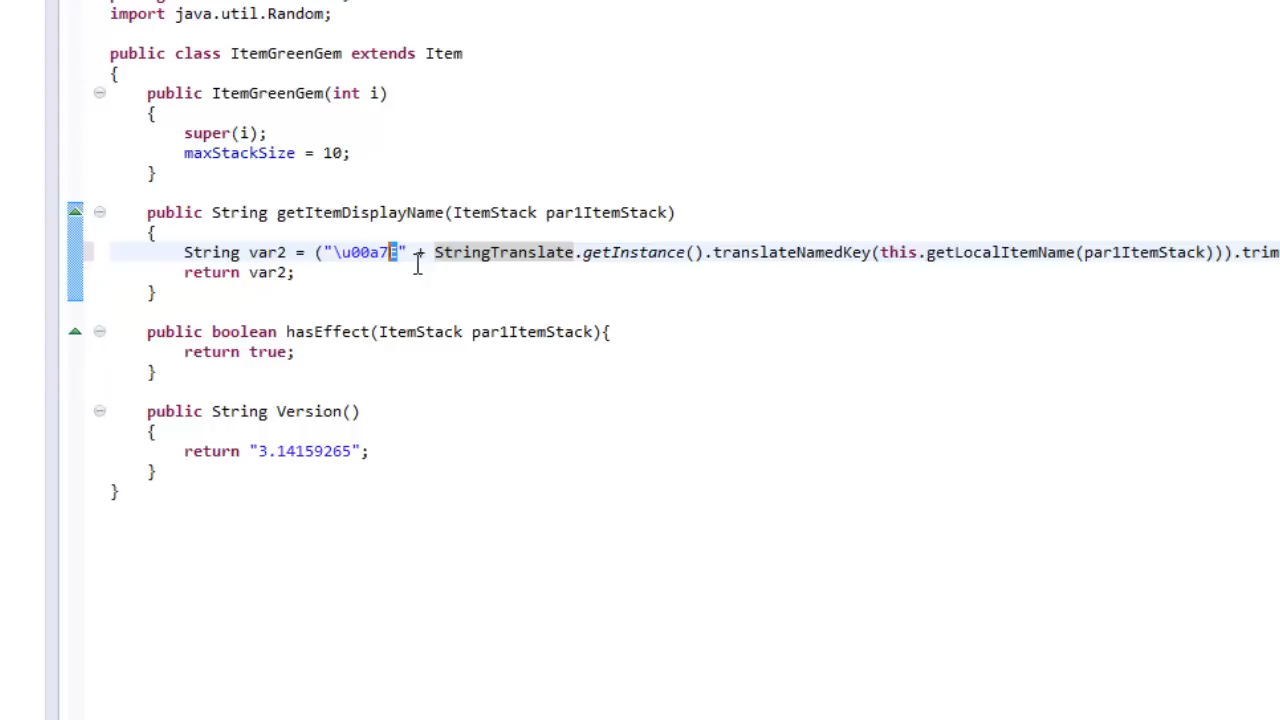 import java.util.Random;
public class ItemGreenGem extends Item
{
public ItemGreenGem(int i)
{
super(i);
maxStackSize = 10;
}
public String getItemDisplayName(ItemStack par1ItemStack)
{
String var2 = ("\u00a7E" + StringTranslate.getInstance().translateNamedKey(this.getLocalItemName(par1ItemStack))).trim
return var2;
}
public boolean hasEffect(ItemStack par1ItemStack){
return true;
}
public String Version()
{
return "3.14159265";
}
}